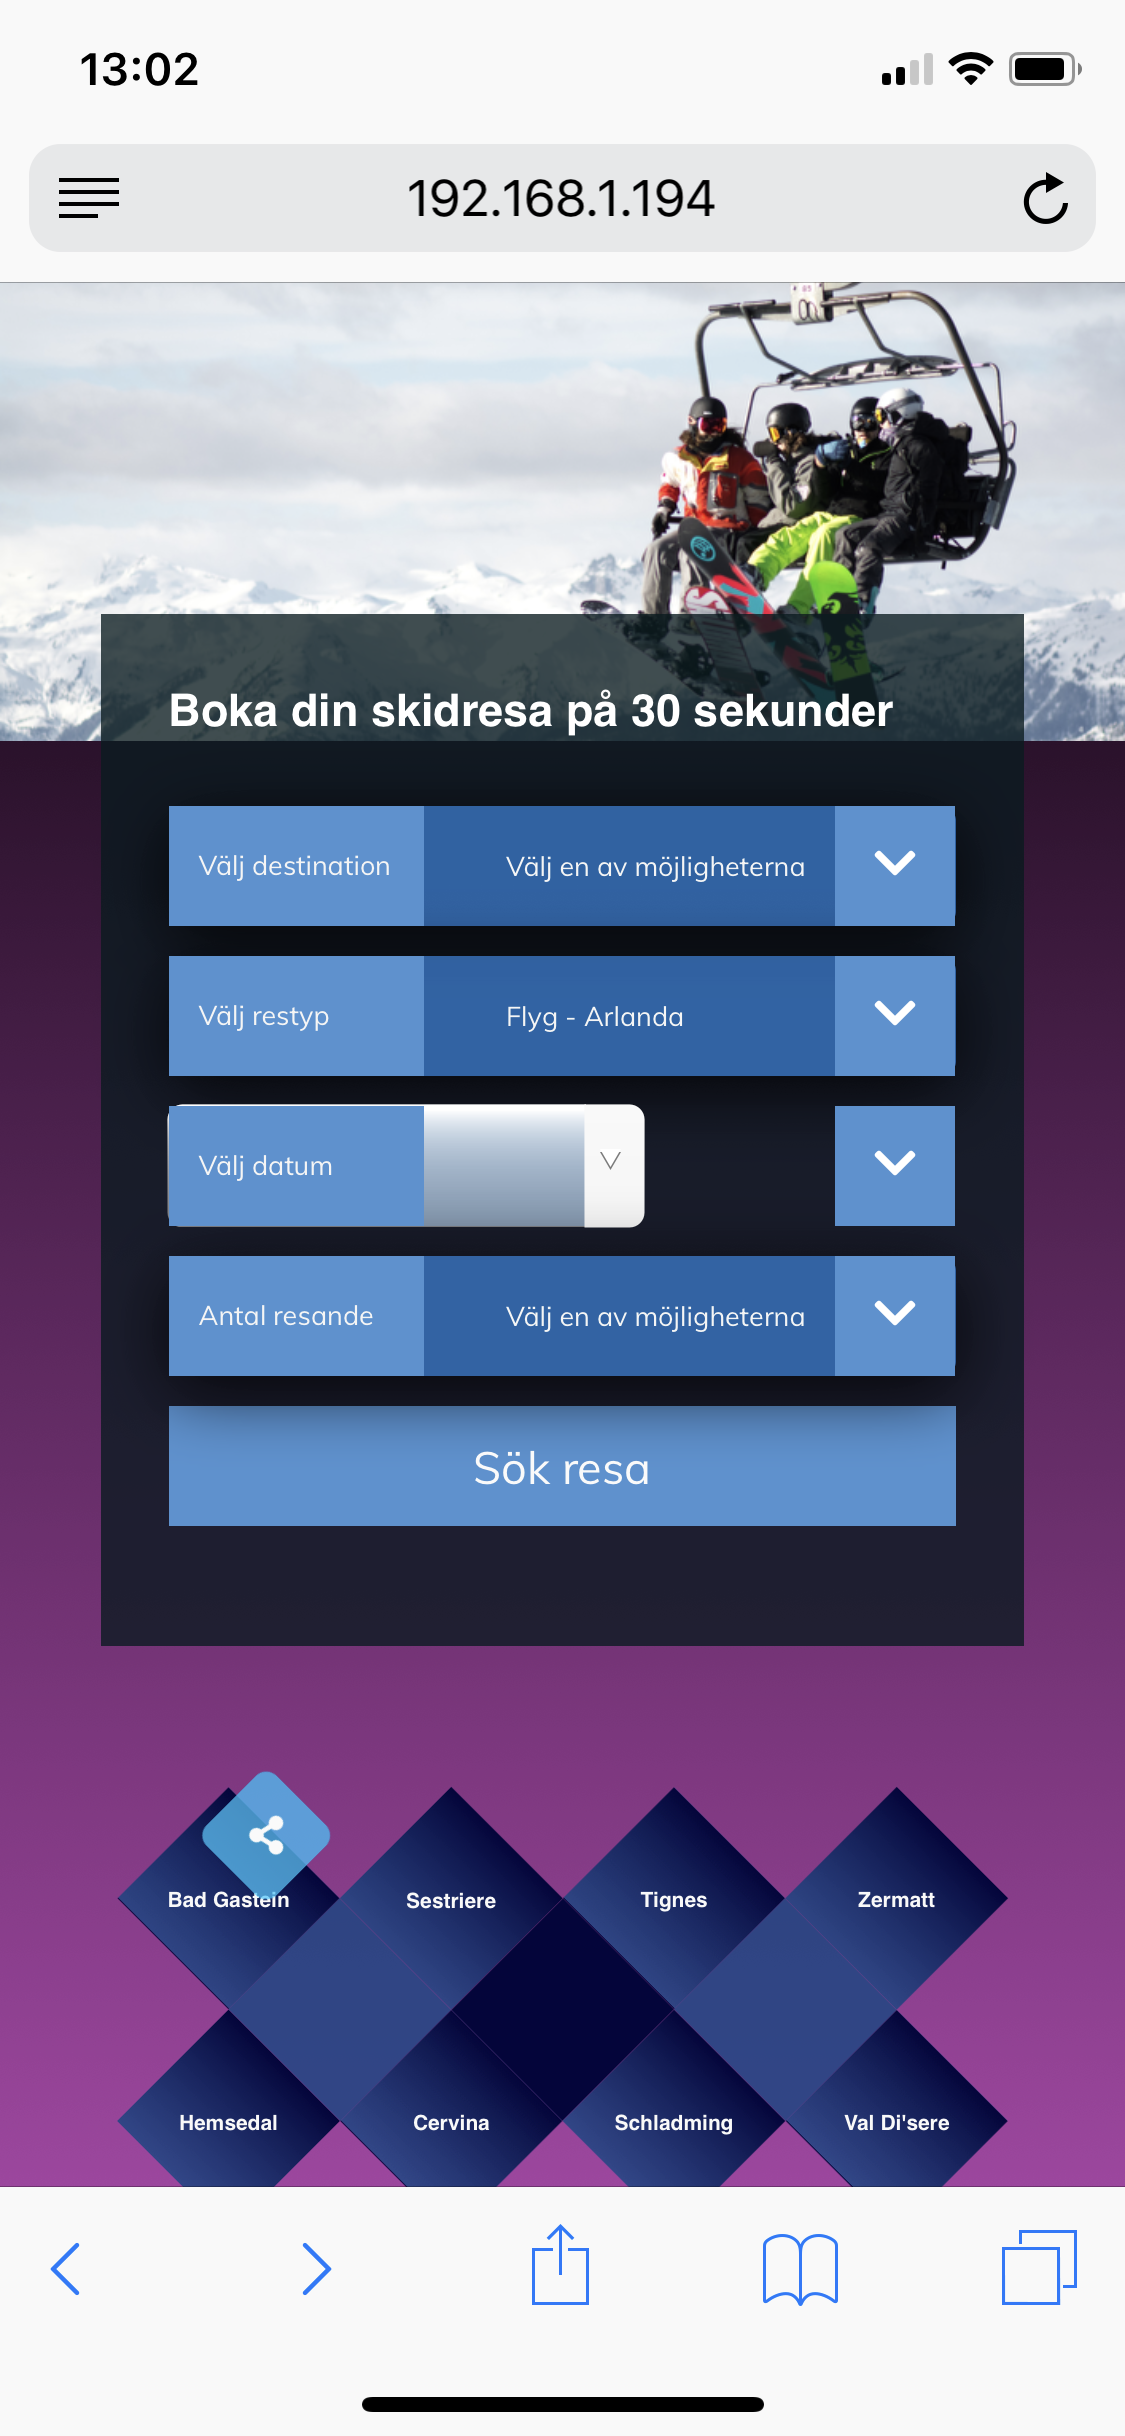 13:02
192.168.1.194
Boka din skidresa på 30 sekunder
Välj destination
Välj en av möjligheterna
Välj restyp
Flyg - Arlanda
Välj datum
Antal resande
Välj en av möjligheterna
Sök resa
Bad Gastein
Sestriere
Tignes
Zermatt
Hemsedal
Cervina
Schladming
Val Di'sere